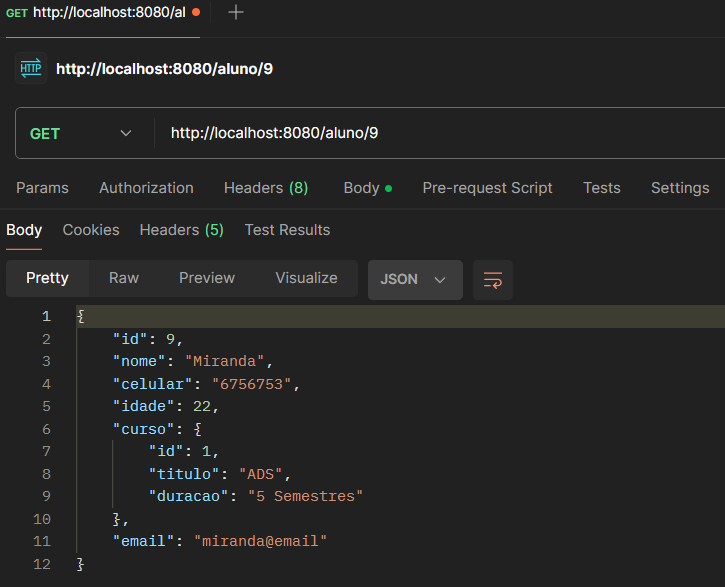 GET http://localhost:8080/al
HTTP http://localhost:8080/aluno/9
GET http://localhost:8080/aluno/9
Params Authorization Headers (8) Body Pre-request Script Tests Settings
Body Cookies Headers (5) Test Results
Pretty Raw Preview Visualize JSON
1 {
2 "id": 9,
3 "nome": "Miranda",
4 "celular": "6756753",
5 "idade": 22,
6 "curso": {
7 "id": 1,
8 "titulo": "ADS",
9 "duracao": "5 Semestres"
10 },
11 "email": "miranda@email"
12 }